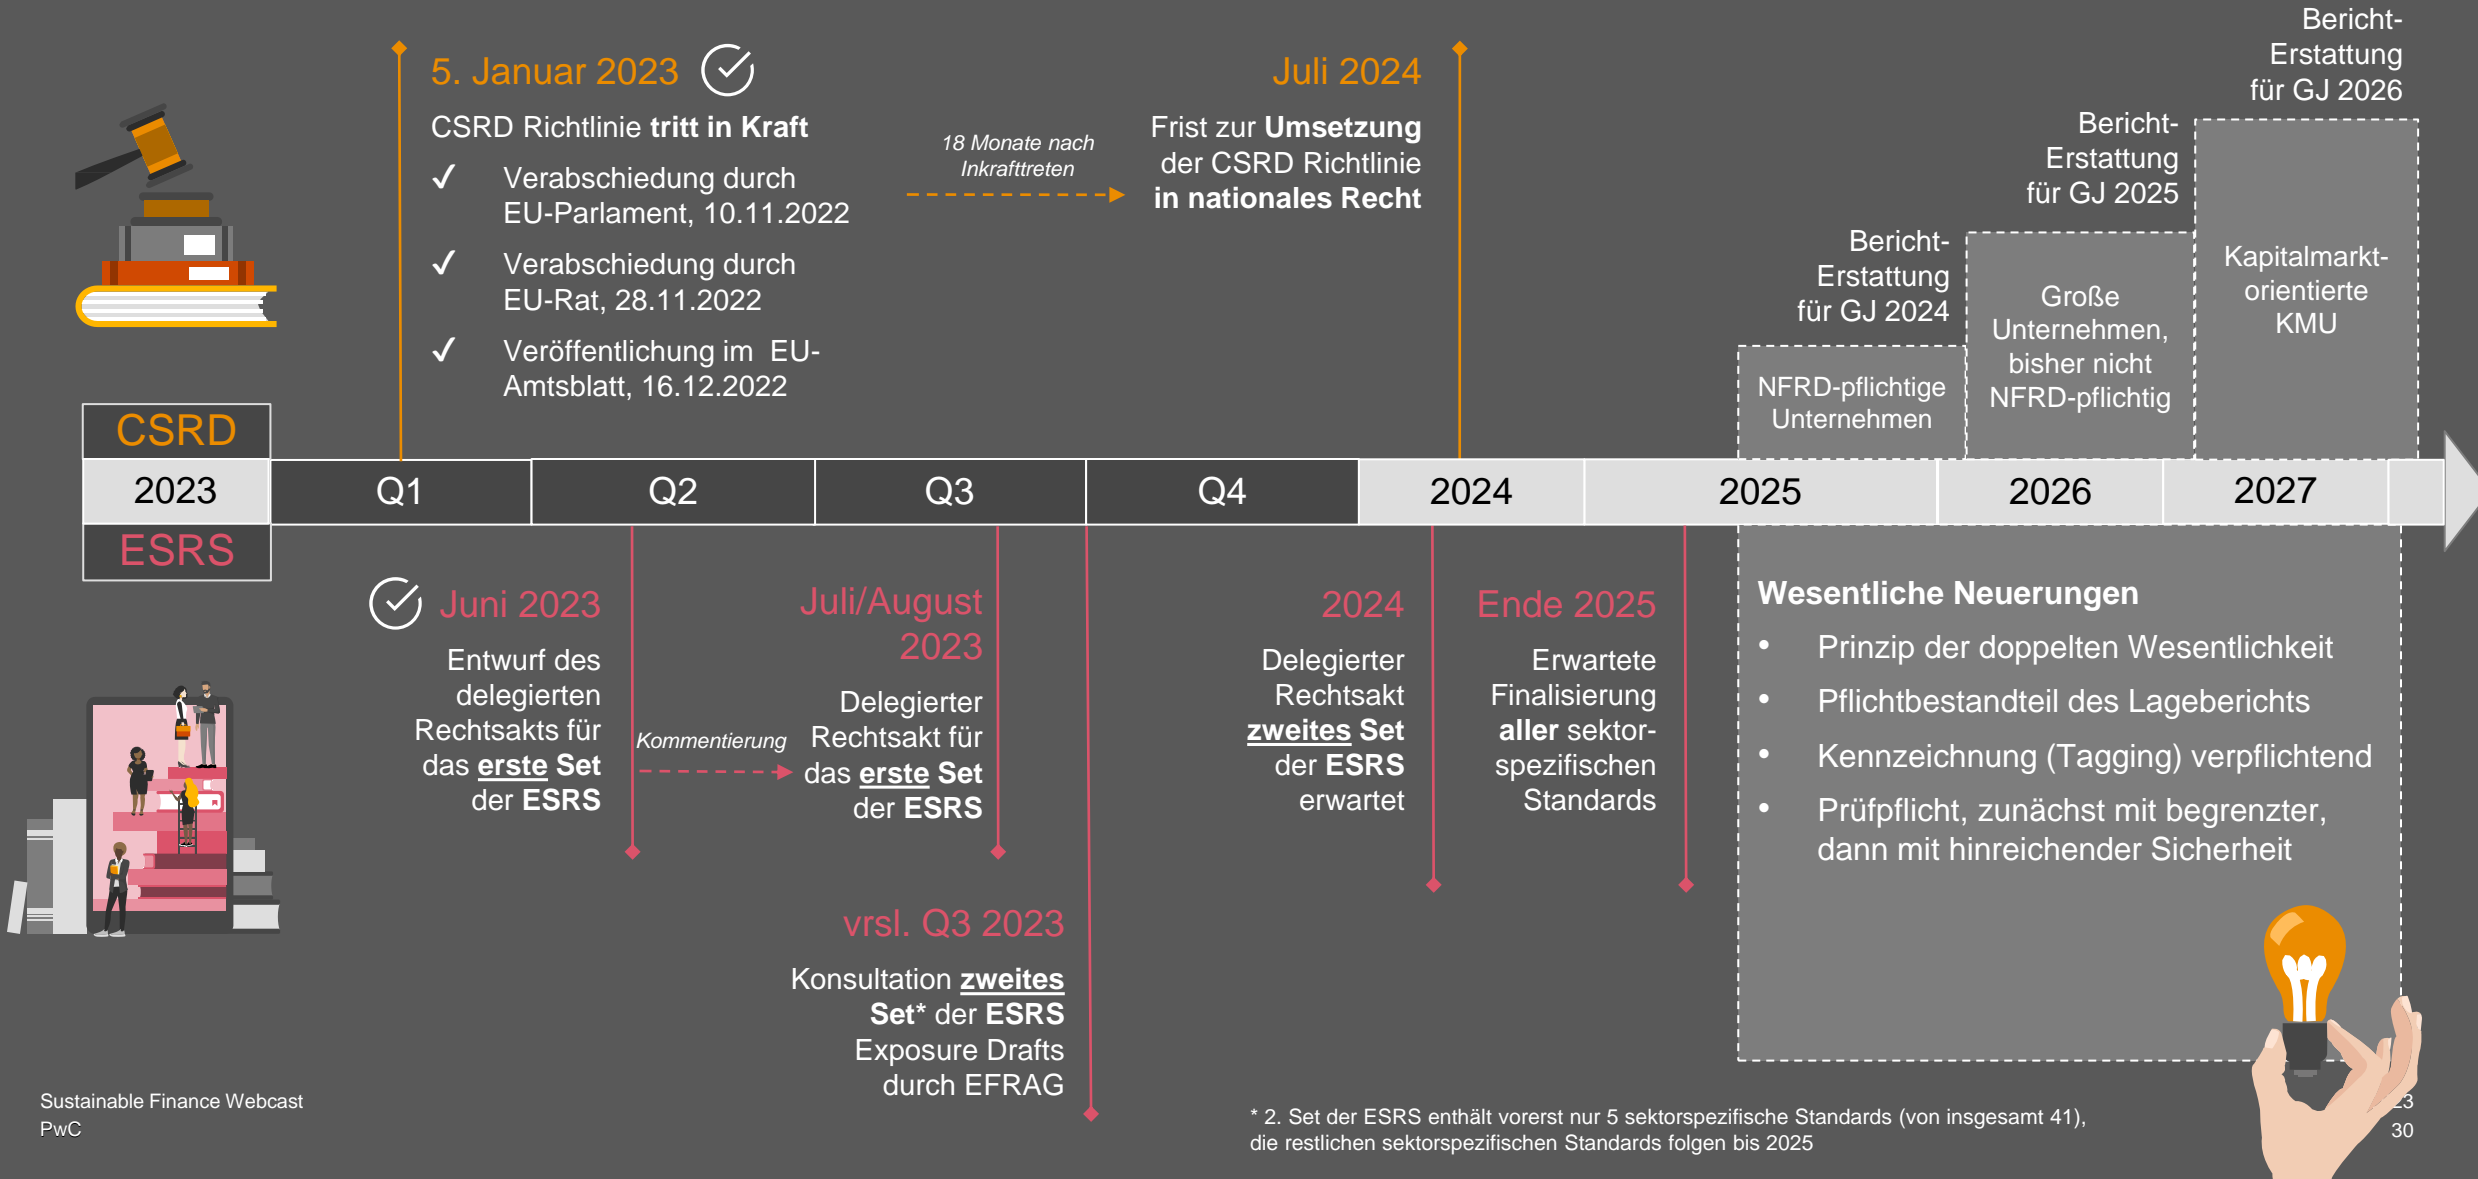 5. Januar 2023
CSRD Richtlinie tritt in Kraft
✓ Verabschiedung durch
EU-Parlament, 10.11.2022
✓ Verabschiedung durch
EU-Rat, 28.11.2022
✓ Veröffentlichung im EU-
Amtsblatt, 16.12.2022
18 Monate nach
Inkrafttreten
Juli 2024
Frist zur Umsetzung
der CSRD Richtlinie
in nationales Recht
Bericht-
Erstattung
für GJ 2024
NFRD-pflichtige
Unternehmen
Bericht-
Erstattung
für GJ 2025
Große
Unternehmen,
bisher nicht
NFRD-pflichtig
Bericht-
Erstattung
für GJ 2026
Kapitalmarkt-
orientierte
KMU
CSRD
2023 Q1 Q2 Q3 Q4 2024 2025 2026 2027
ESRS
Juni 2023
Entwurf des
delegierten
Rechtsakts für
das erste Set
der ESRS
Kommentierung
Juli/August
2023
Delegierter
Rechtsakt für
das erste Set
der ESRS
vrsl. Q3 2023
Konsultation zweites
Set* der ESRS
Exposure Drafts
durch EFRAG
2024
Delegierter
Rechtsakt
zweites Set
der ESRS
erwartet
Ende 2025
Erwartete
Finalisierung
aller sektor-
spezifischen
Standards
Wesentliche Neuerungen
• Prinzip der doppelten Wesentlichkeit
• Pflichtbestandteil des Lageberichts
• Kennzeichnung (Tagging) verpflichtend
• Prüfpflicht, zunächst mit begrenzter,
dann mit hinreichender Sicherheit
Sustainable Finance Webcast
PwC
* 2. Set der ESRS enthält vorerst nur 5 sektorspezifische Standards (von insgesamt 41),
die restlichen sektorspezifischen Standards folgen bis 2025
30